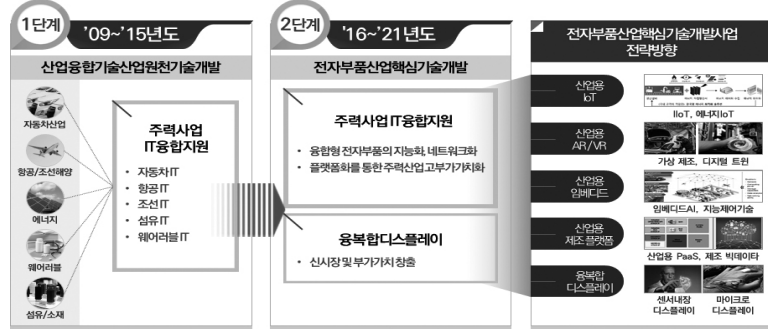 1단계
'09~'15년도
산업융합기술산업원천기술개발
자동차산업
항공/조선해양
에너지
웨어러블
섬유/소재
주력사업
IT융합지원
• 자동차 IT
• 항공 IT
• 조선 IT
• 섬유 IT
• 웨어러블 IT
2단계
'16~'21년도
전자부품산업핵심기술개발
주력사업 IT융합지원
• 융합형 전자부품의 지능화, 네트워크화
• 플랫폼화를 통한 주력산업 고부가가치화
융복합디스플레이
• 신시장 및 부가가치 창출
전자부품산업핵심기술개발사업
전략방향
산업용
IoT
IIoT, 에너지IoT
산업용
AR / VR
가상 제조, 디지털 트윈
산업용
임베디드
임베디드AI, 지능제어기술
산업용
제조 플랫폼
산업용 PaaS, 제조 빅데이타
융복합
디스플레이
센서내장
디스플레이
마이크로
디스플레이